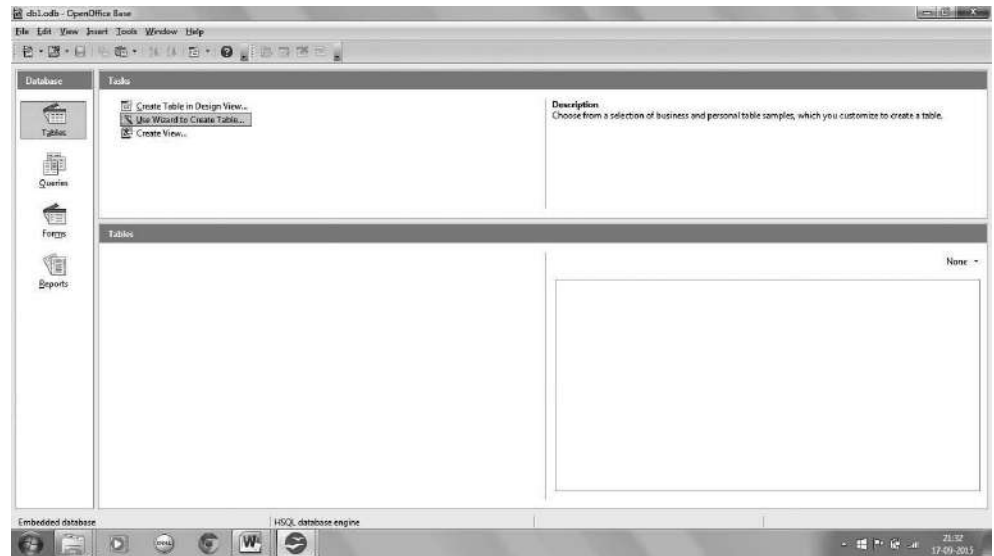 db1.odb - OpenOffice Base
File Edit View Insert Tools Window Help
Database
Tasks
Tables
Queries
Forms
Reports
Create Table in Design View...
Use Wizard to Create Table...
Create View...
Description
Choose from a selection of business and personal table samples, which you customize to create a table.
Tables
None
Embedded database
HSQL database engine
DELL
W
21:32
17-09-2015